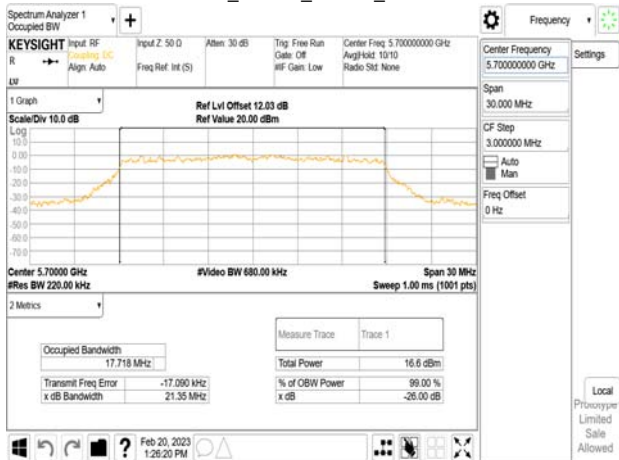 Spectrum Analyzer 1
Occupied BW
+
Frequency
KEYSIGHT
R
LVI
Input: RF
Coupling: DC
Align: Auto
Input Z: 50 Ω
Freq Ref: Int (S)
Atten: 30 dB
Trig: Free Run
Gate: Off
#IF Gain: Low
Center Freq: 5.700000000 GHz
Avg|Hold: 10/10
Radio Std: None
Center Frequency
5.700000000 GHz
Settings
Span
30.000 MHz
CF Step
3.000000 MHz
Auto
Man
Freq Offset
0 Hz
1 Graph
Scale/Div 10.0 dB
Ref Lvl Offset 12.03 dB
Ref Value 20.00 dBm
Log
10.0
0.00
-10.0
-20.0
-30.0
-40.0
-50.0
-60.0
-70.0
Center 5.70000 GHz
#Res BW 220.00 kHz
#Video BW 680.00 kHz
Span 30 MHz
Sweep 1.00 ms (1001 pts)
2 Metrics
Measure Trace Trace 1
Occupied Bandwidth
17.718 MHz
Total Power 16.6 dBm
Transmit Freq Error -17.090 kHz
% of OBW Power 99.00 %
x dB Bandwidth 21.35 MHz
x dB -26.00 dB
Local
Prototype
Limited
Sale
Allowed
?
Feb 20, 2023
1:26:20 PM